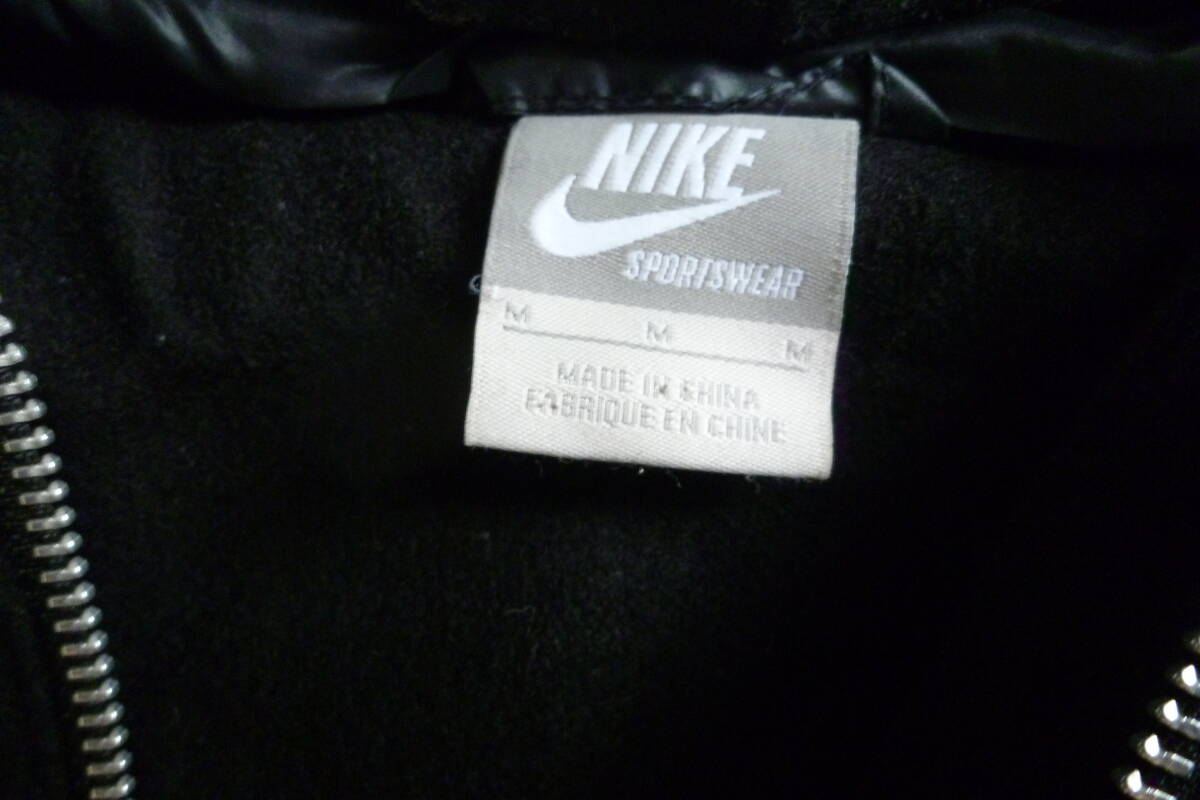 NIKE
SPORTSWEAR
M M M
MADE IN CHINA
FABRIQUE EN CHINE